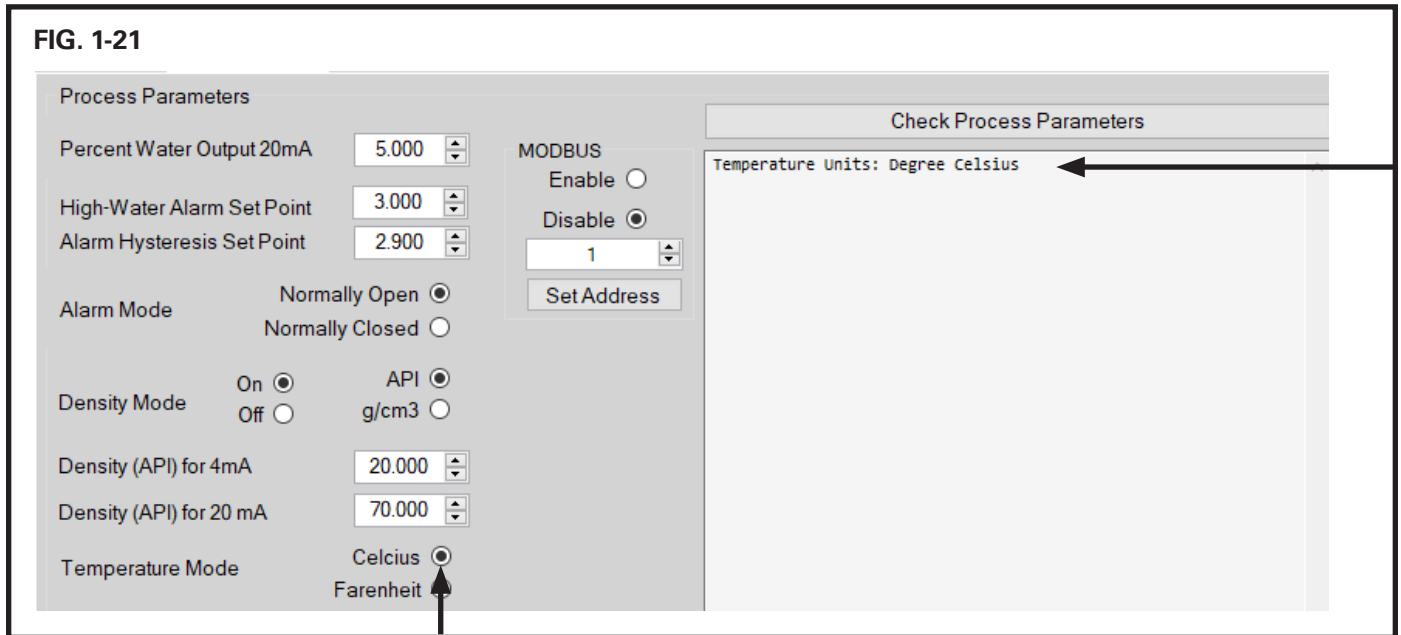 FIG. 1-21
Process Parameters
Percent Water Output 20mA 5.000
High-Water Alarm Set Point 3.000
Alarm Hysteresis Set Point 2.900
Alarm Mode
Normally Open
Normally Closed
Density Mode
On
Off
API
g/cm3
Density (API) for 4mA 20.000
Density (API) for 20 mA 70.000
Temperature Mode
Celcius
Farenheit
MODBUS
Enable
Disable
1
Set Address
Check Process Parameters
Temperature Units: Degree Celsius